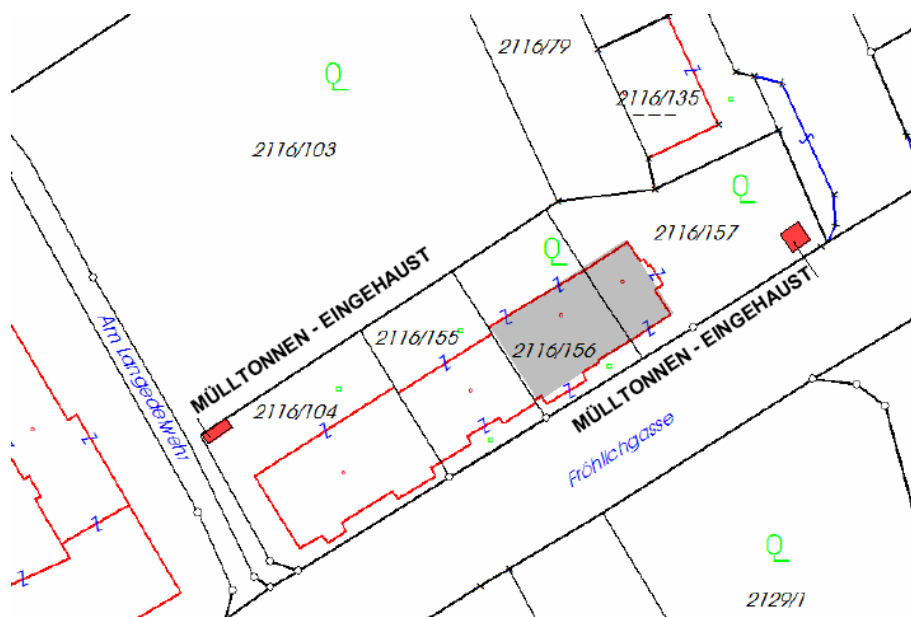 2116/79
2116/135
2116/103
2116/157
MÜLLTONNEN - EINGEHAUST
2116/155
2116/156
MÜLLTONNEN - EINGEHAUST
2116/104
Am Langedelwehr
Fröhlichgasse
2129/1